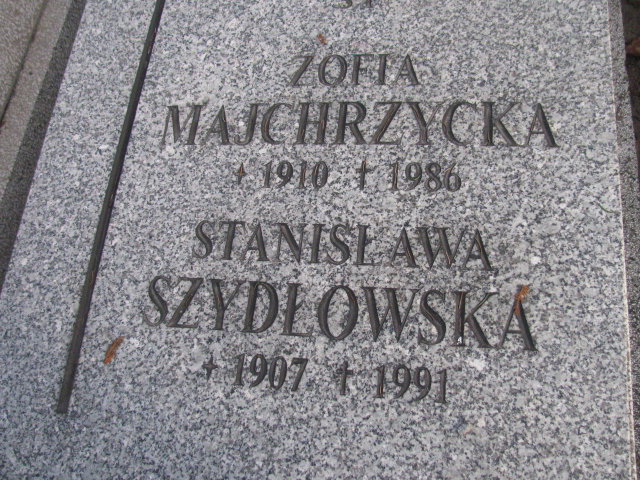 ZOFIA
MAJCHRZYCKA
* 1910 † 1986
STANISŁAWA
SZYDŁOWSKA
* 1907 † 1991